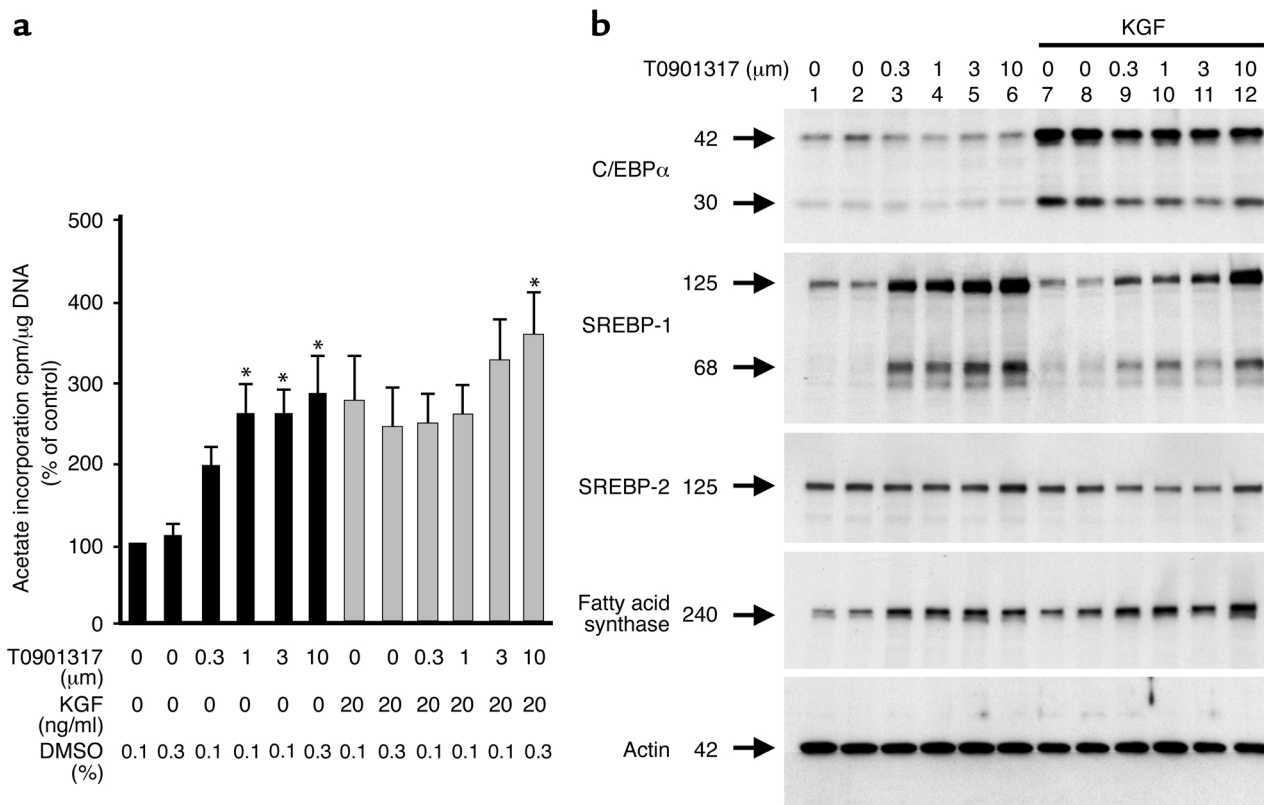 a
Acetate incorporation cpm/μg DNA
(% of control)
500
400
300
200
100
0
*
*
*
*
T0901317 0 0 0.3 1 3 10 0 0 0.3 1 3 10
(μm)
KGF 0 0 0 0 0 0 20 20 20 20 20 20
(ng/ml)
DMSO 0.1 0.3 0.1 0.1 0.1 0.3 0.1 0.3 0.1 0.1 0.1 0.3
(%)
b
KGF
T0901317 (μm) 0 0 0.3 1 3 10 0 0 0.3 1 3 10
1 2 3 4 5 6 7 8 9 10 11 12
42
C/EBPα
30
125
SREBP-1
68
SREBP-2 125
Fatty acid
synthase 240
Actin 42